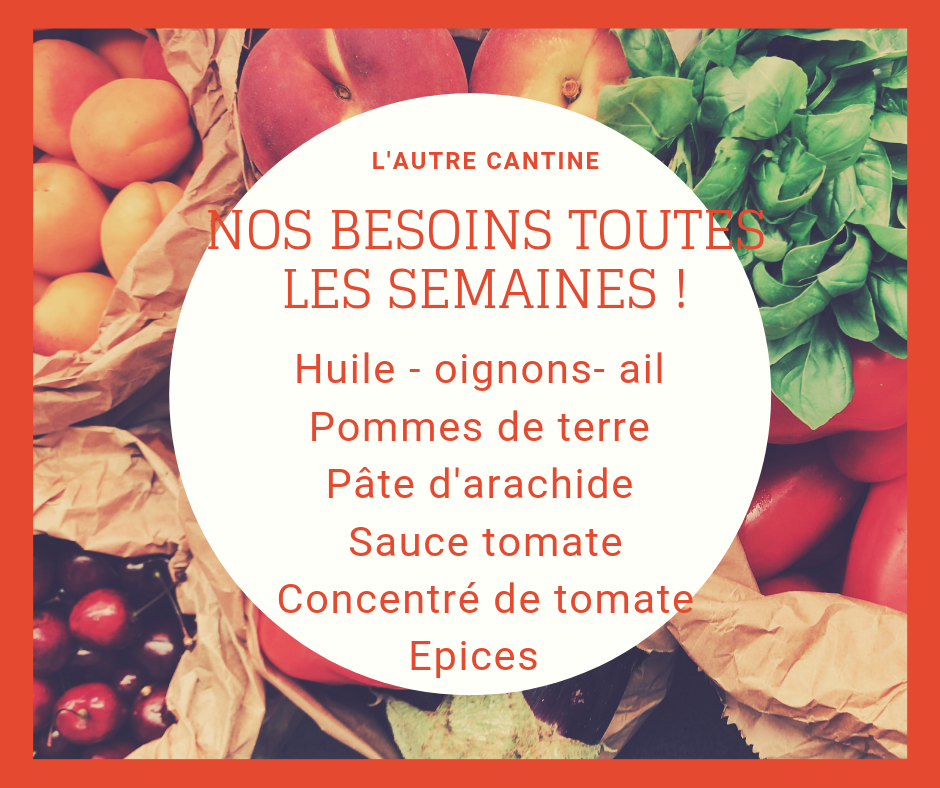 L'AUTRE CANTINE
NOS BESOINS TOUTES
LES SEMAINES !
Huile - oignons- ail
Pommes de terre
Pâte d'arachide
Sauce tomate
Concentré de tomate
Epices